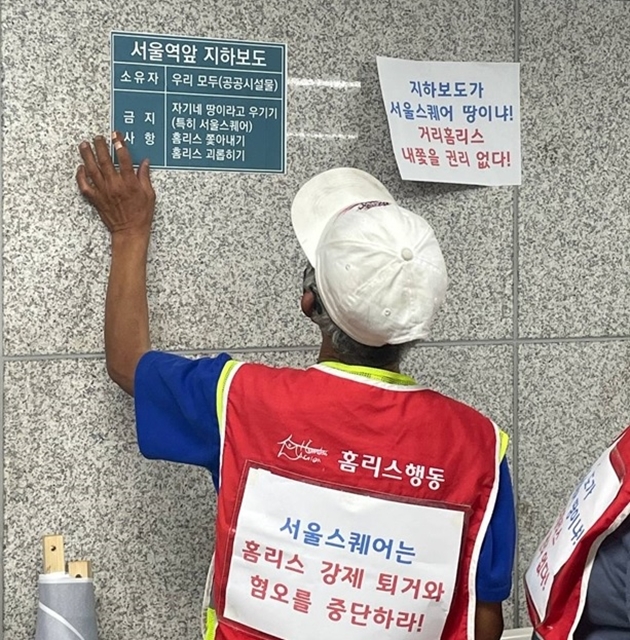 서울역앞 지하보도
소유자 우리 모두(공공시설물)
금지사항 자기네 땅이라고 우기기
(특히 서울스퀘어)
홈리스 쫓아내기
홈리스 괴롭히기
지하보도가
서울스퀘어 땅이냐!
거리홈리스
내쫓을 권리 없다!
홈리스행동
서울스퀘어는
홈리스 강제 퇴거와
혐오를 중단하라!